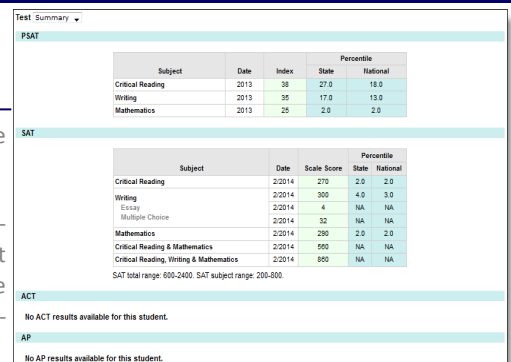 Test Summary
PSAT
Percentile
Subject Date Index State National
Critical Reading 2013 38 27.0 18.0
Writing 2013 35 17.0 13.0
Mathematics 2013 25 2.0 2.0
SAT
Percentile
Subject Date Scale Score State National
Critical Reading 2/2014 270 2.0 2.0
Writing 2/2014 300 4.0 3.0
Essay 2/2014 4 NA NA
Multiple Choice 2/2014 32 NA NA
Mathematics 2/2014 290 2.0 2.0
Critical Reading & Mathematics 2/2014 560 NA NA
Critical Reading, Writing & Mathematics 2/2014 860 NA NA
SAT total range: 600-2400. SAT subject range: 200-800.
ACT
No ACT results available for this student.
AP
No AP results available for this student.